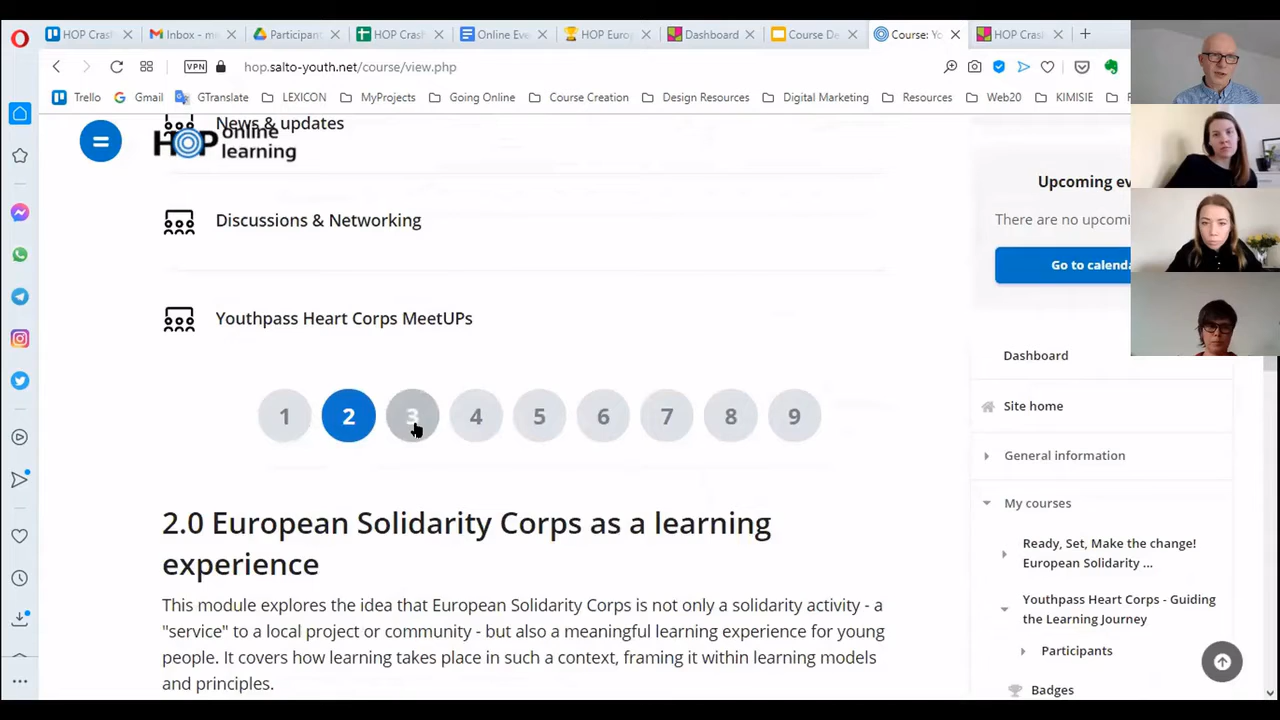 HOP Cras
Inbox - m
Participan
HOP Cras
Online Eve
HOP Euro
Dashboard
Course De
Course: Yo
HOP Cras
VPN
hop.salto-youth.net/course/view.php
Trello
Gmail
GTranslate
LEXICON
MyProjects
Going Online
Course Creation
Design Resources
Digital Marketing
Resources
Web20
KIMISIE
News & updates
HOP online
learning
Discussions & Networking
Youthpass Heart Corps MeetUPs
1 2 3 4 5 6 7 8 9
2.0 European Solidarity Corps as a learning
experience
This module explores the idea that European Solidarity Corps is not only a solidarity activity - a
"service" to a local project or community - but also a meaningful learning experience for young
people. It covers how learning takes place in such a context, framing it within learning models
and principles.
Upcoming ev
There are no upcomi
Go to calenda
Dashboard
Site home
General information
My courses
Ready, Set, Make the change!
European Solidarity ...
Youthpass Heart Corps - Guiding
the Learning Journey
Participants
Badges